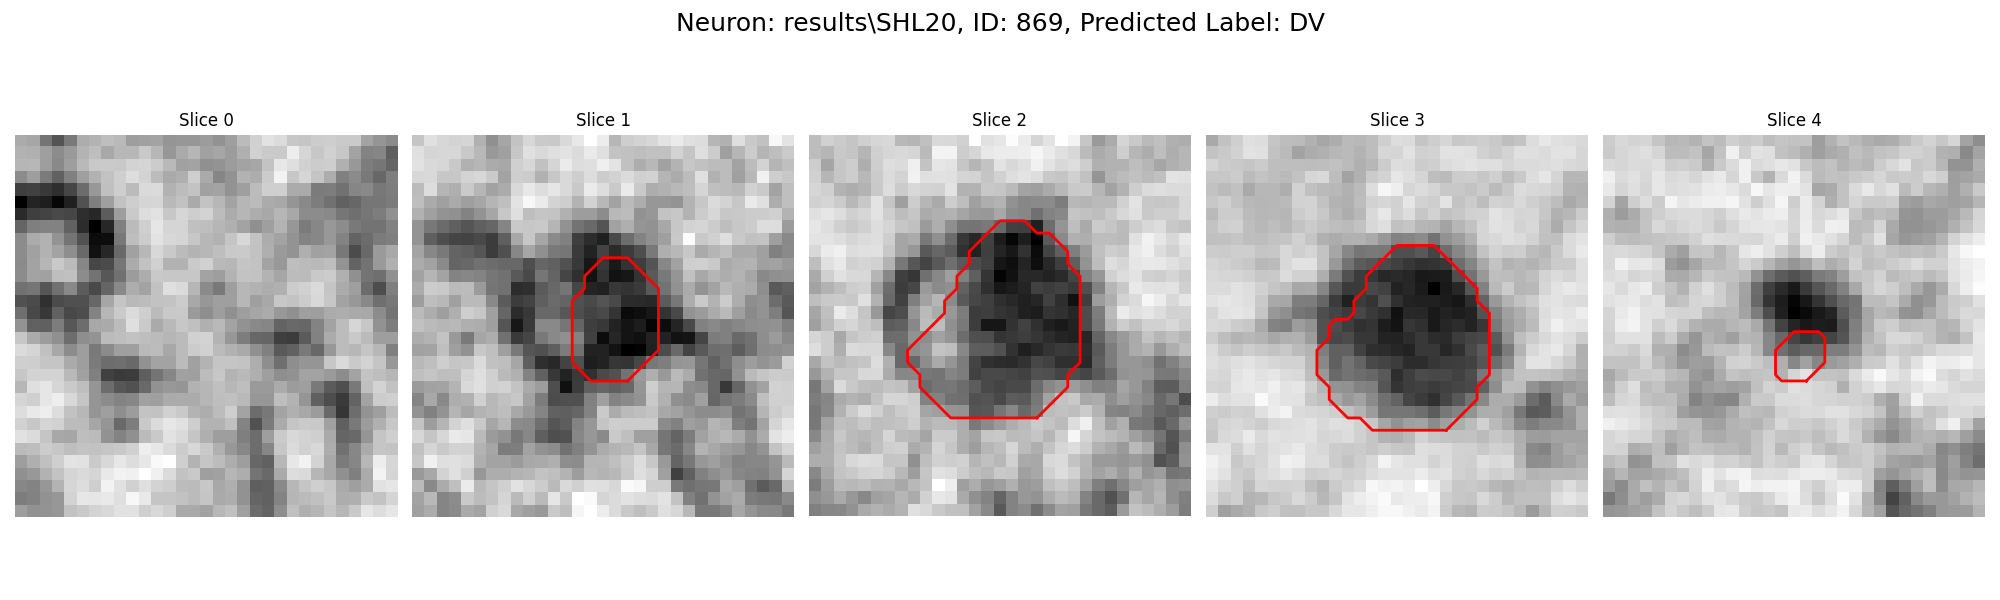 Neuron: results\SHL20, ID: 869, Predicted Label: DV
Slice 0
Slice 1
Slice 2
Slice 3
Slice 4